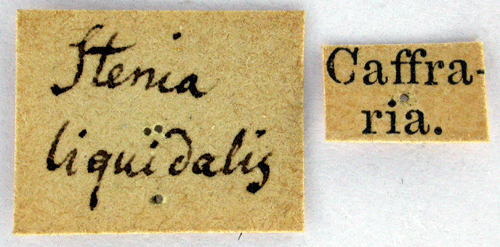 Stenia
liquidalis
Caffra-
ria.